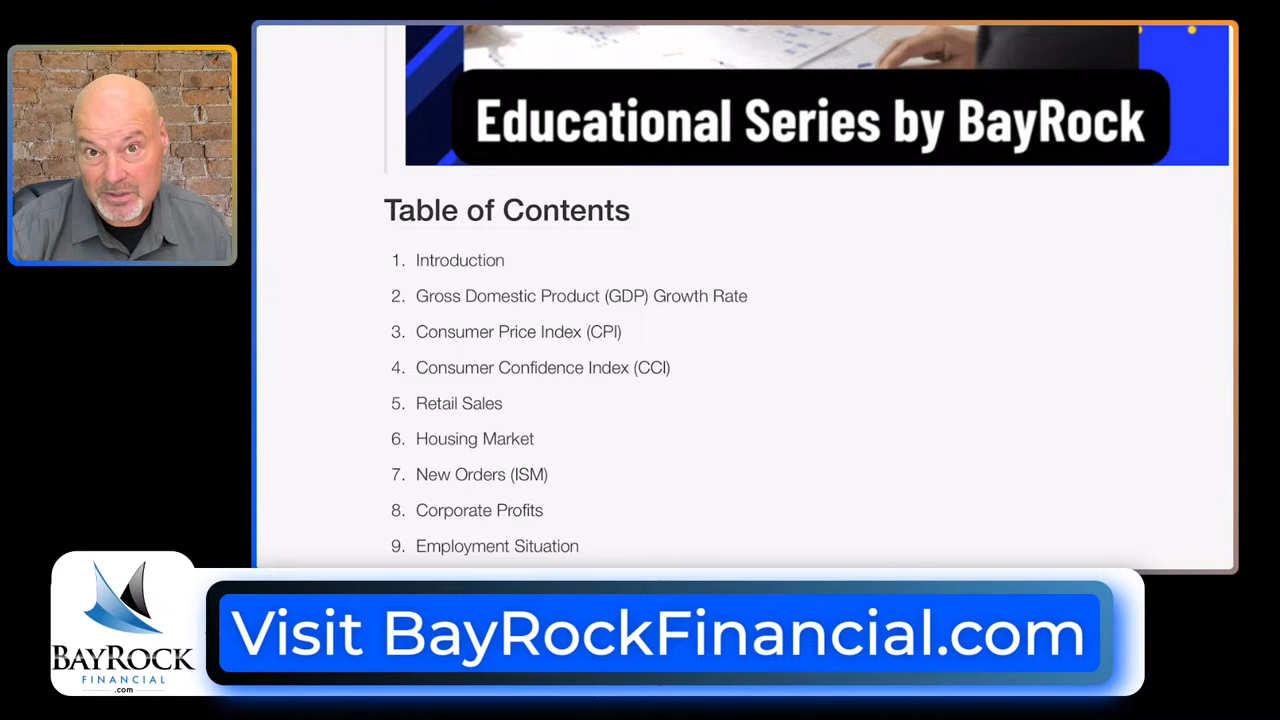 Educational Series by BayRock
Table of Contents
1. Introduction
2. Gross Domestic Product (GDP) Growth Rate
3. Consumer Price Index (CPI)
4. Consumer Confidence Index (CCI)
5. Retail Sales
6. Housing Market
7. New Orders (ISM)
8. Corporate Profits
9. Employment Situation
BAYROCK
FINANCIAL
.com
Visit BayRockFinancial.com